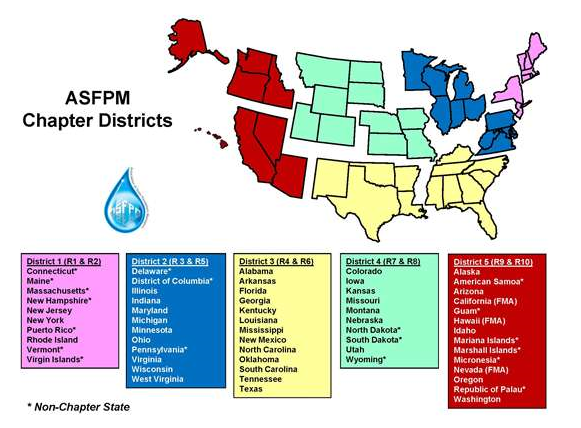 ASFPM
Chapter Districts
ASFPM
District 1 (R1 & R2)
Connecticut*
Maine*
Massachusetts*
New Hampshire*
New Jersey
New York
Puerto Rico*
Rhode Island
Vermont*
Virgin Islands*
District 2 (R 3 & R5)
Delaware*
District of Columbia*
Illinois
Indiana
Maryland
Michigan
Minnesota
Ohio
Pennsylvania*
Virginia
Wisconsin
West Virginia
District 3 (R4 & R6)
Alabama
Arkansas
Florida
Georgia
Kentucky
Louisiana
Mississippi
New Mexico
North Carolina
Oklahoma
South Carolina
Tennessee
Texas
District 4 (R7 & R8)
Colorado
Iowa
Kansas
Missouri
Montana
Nebraska
North Dakota*
South Dakota*
Utah
Wyoming*
District 5 (R9 & R10)
Alaska
American Samoa*
Arizona
California (FMA)
Guam*
Hawaii (FMA)
Idaho
Mariana Islands*
Marshall Islands*
Micronesia*
Nevada (FMA)
Oregon
Republic of Palau*
Washington
* Non-Chapter State